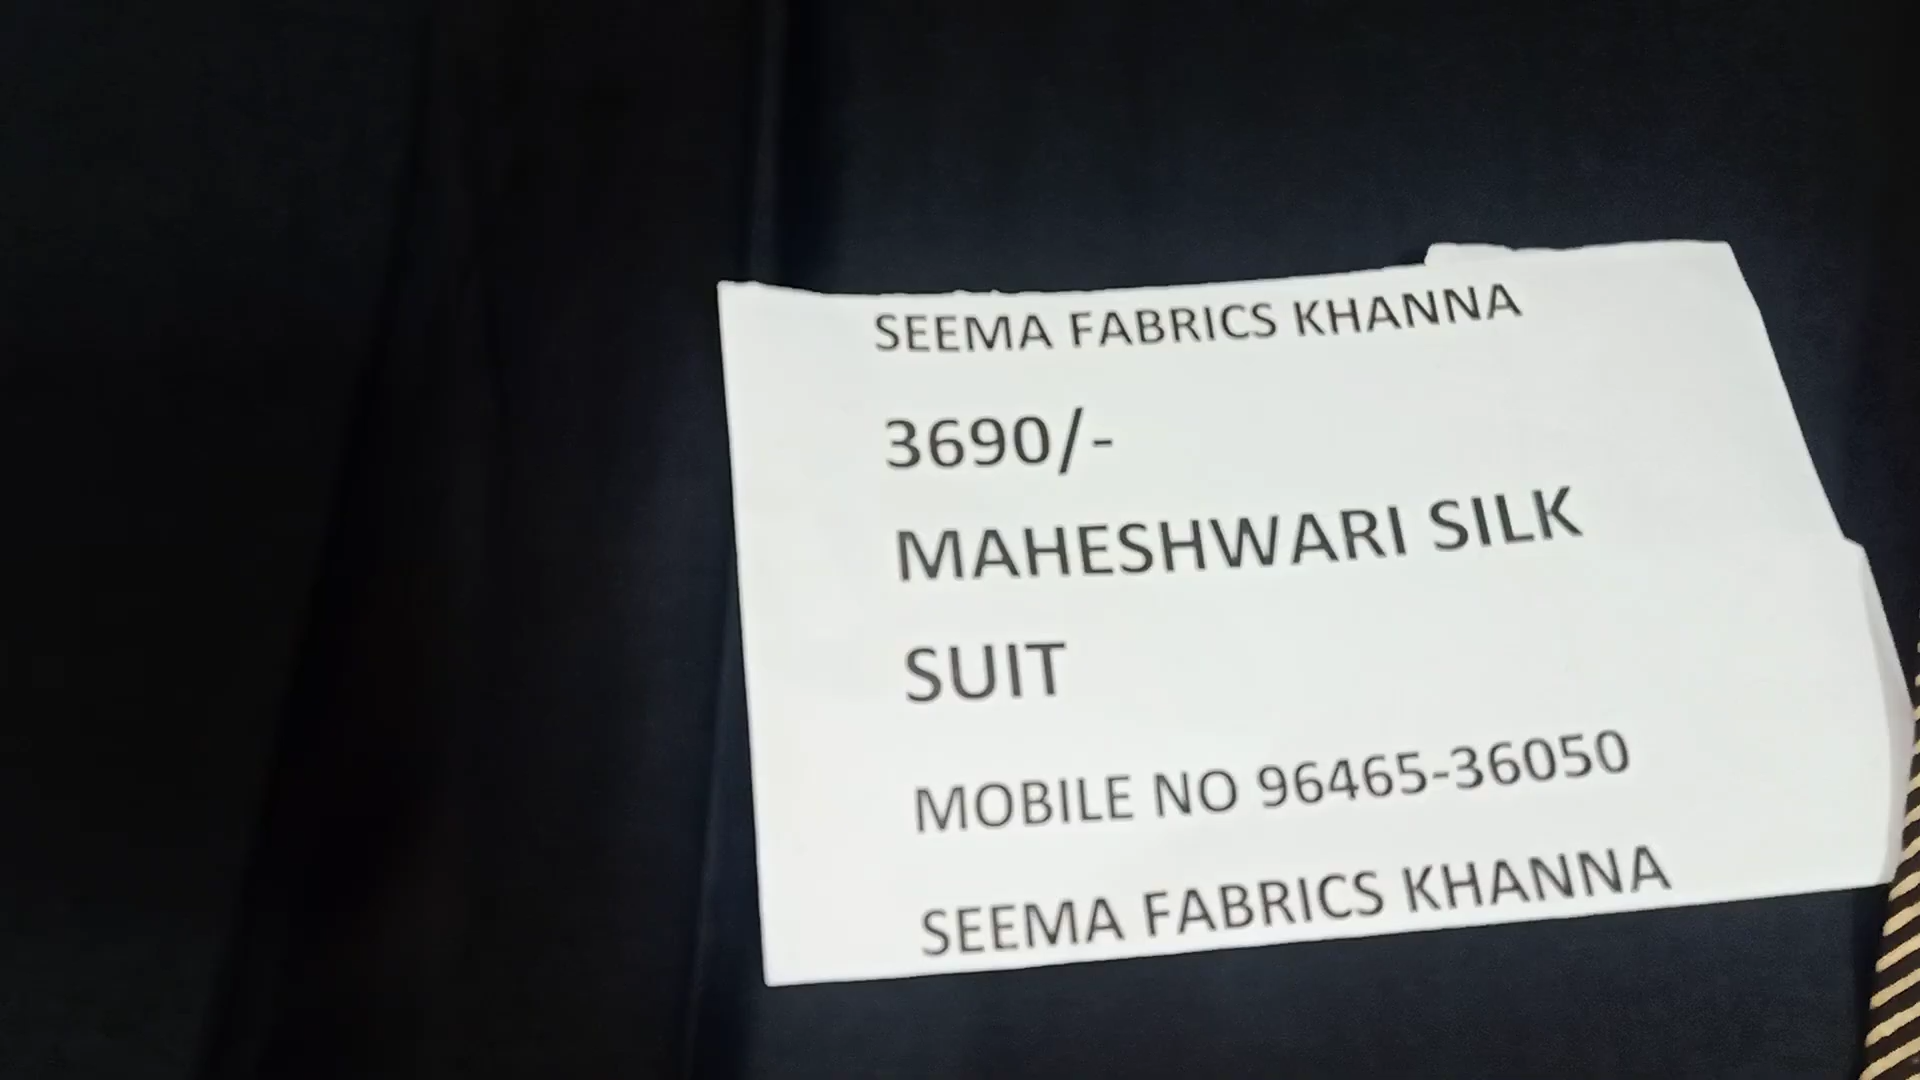 SEEMA FABRICS KHANNA
3690/-
MAHESHWARI SILK
SUIT
MOBILE NO 96465-36050
SEEMA FABRICS KHANNA